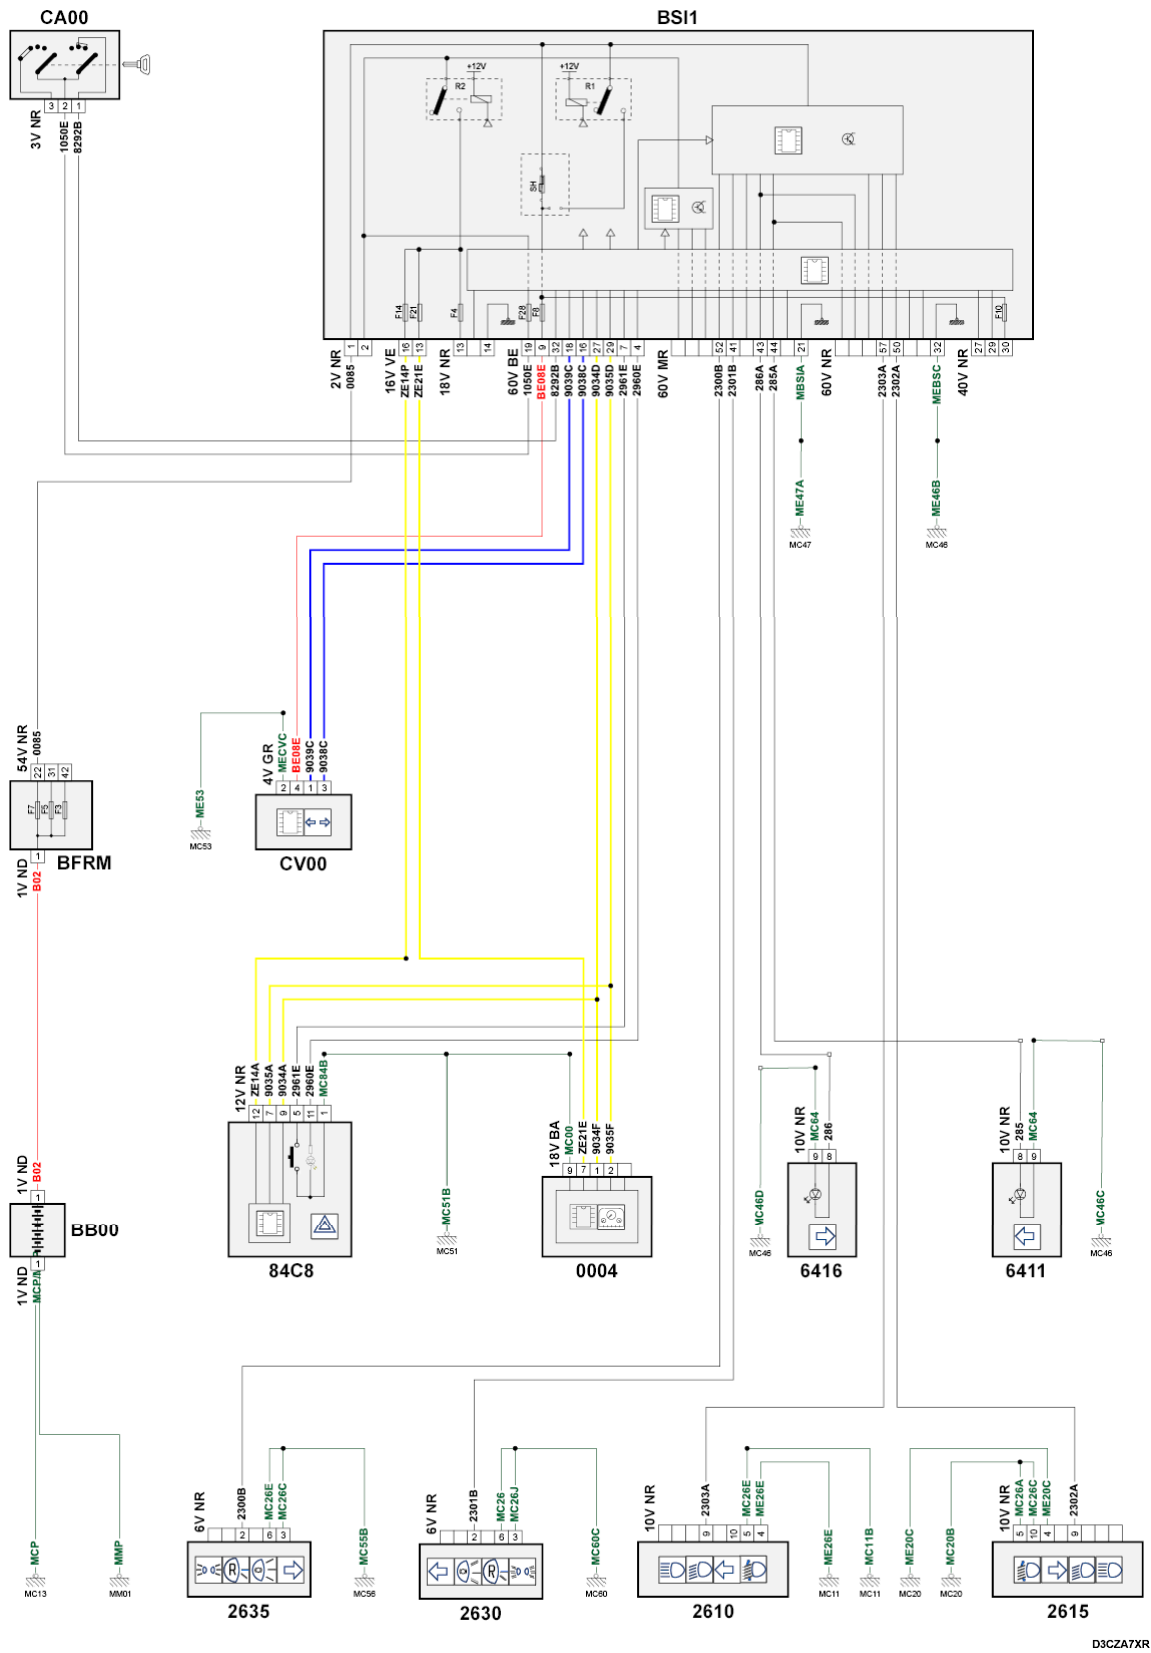 CA00
BSI1
+12V
+12V
R2
R1
SH
F14
F21
F4
F28
F8
F10
3 2 1
3V NR
1050E
8292B
2V NR
1 2
0085
16V VE
16 13
ZE14P
ZE21E
18V NR
13 14
60V BE
19 9 32 18 16 27 29 7 4
1050E
BE08E
8292B
9039C
9038C
9034D
9035D
2961E
2960E
60V MR
52 41 43 44 21
2300B
2301B
286A
285A
MBSIA
60V NR
57 50 32
2303A
2302A
MEBSC
40V NR
27 29 30
ME47A
MC47
ME46B
MC46
54V NR
0085
22 31 42
F7
F5
F3
1
BFRM
1V ND
B02
4V GR
MECVC
BE08E
9039C
9038C
2 4 1 3
CV00
ME53
MC53
1V ND
B02
1
BB00
1
1V ND
MCP/M
12V NR
ZE14A
9035A
9034A
2961E
2960E
MC84B
12 7 9 5 11 1
84C8
MC51B
MC51
18V BA
MC00
ZE21E
9034F
9035F
9 7 1 2
0004
10V NR
MC64
286
9 8
6416
MC46D
MC46
10V NR
285
MC64
8 9
6411
MC46C
MC46
MCP
MC13
MMP
MM01
6V NR
2300B
MC26E
MC26C
2 6 3
2635
MC55B
MC56
6V NR
2301B
MC26
MC26J
2 6 3
2630
MC60C
MC60
10V NR
2303A
MC26E
ME26E
9 10 5 4
2610
ME26E
MC11
MC11B
MC11
ME20C
MC20
MC20B
MC20
10V NR
MC26A
MC26C
ME20C
2302A
5 10 4 9
2615
D3CZA7XR